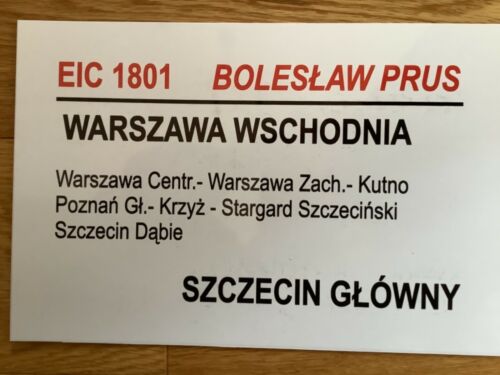 EIC 1801 BOLESŁAW PRUS
WARSZAWA WSCHODNIA
Warszawa Centr.- Warszawa Zach.- Kutno
Poznań Gł.- Krzyż - Stargard Szczeciński
Szczecin Dąbie
SZCZECIN GŁÓWNY